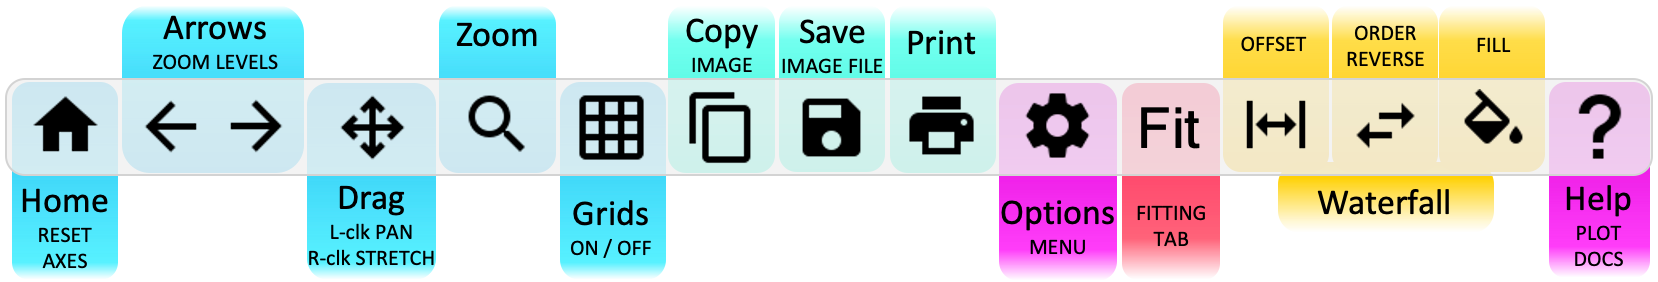 Arrows
ZOOM LEVELS
Zoom
Copy
IMAGE
Save
IMAGE FILE
Print
OFFSET
ORDER
REVERSE
FILL
Fit
?
Home
RESET
AXES
Drag
L-clk PAN
R-clk STRETCH
Grids
ON / OFF
Options
MENU
FITTING
TAB
Waterfall
Help
PLOT
DOCS